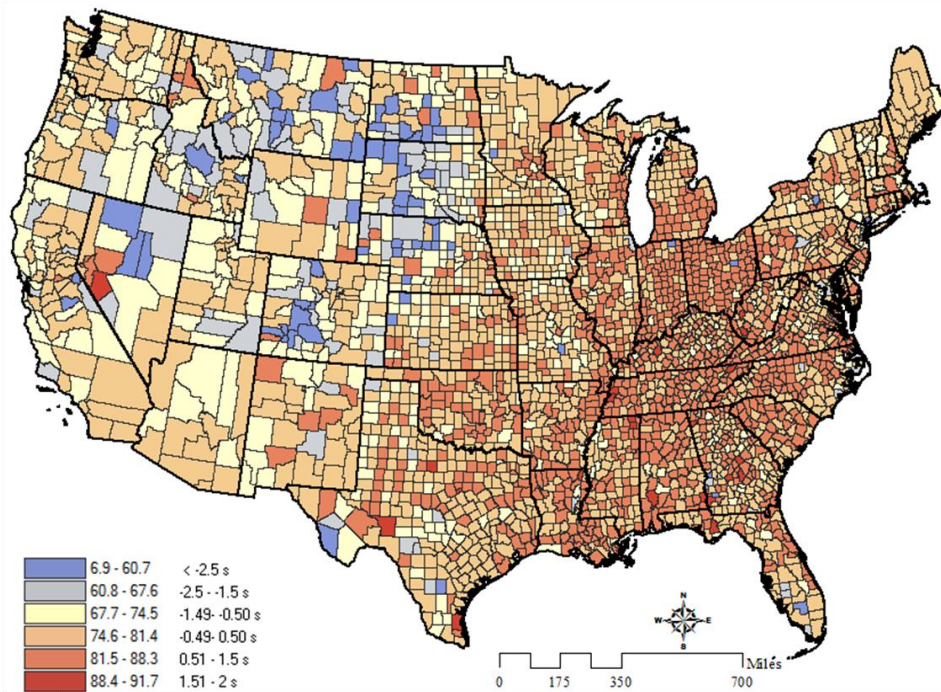 6.9 - 60.7 < -2.5 s
60.8 - 67.6 -2.5 - -1.5 s
67.7 - 74.5 -1.49- -0.50 s
74.6 - 81.4 -0.49- 0.50 s
81.5 - 88.3 0.51 - 1.5 s
88.4 - 91.7 1.51 - 2 s
N
W E
S
Miles
0 175 350 700